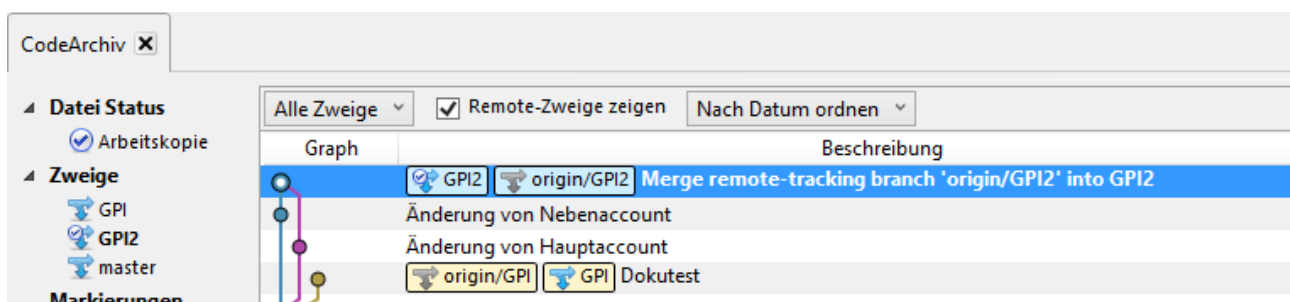 CodeArchiv
Datei Status
Arbeitskopie
Zweige
GPI
GPI2
master
Markierungen
Alle Zweige Remote-Zweige zeigen Nach Datum ordnen
Graph Beschreibung
GPI2 origin/GPI2 Merge remote-tracking branch 'origin/GPI2' into GPI2
Änderung von Nebenaccount
Änderung von Hauptaccount
origin/GPI GPI Dokutest